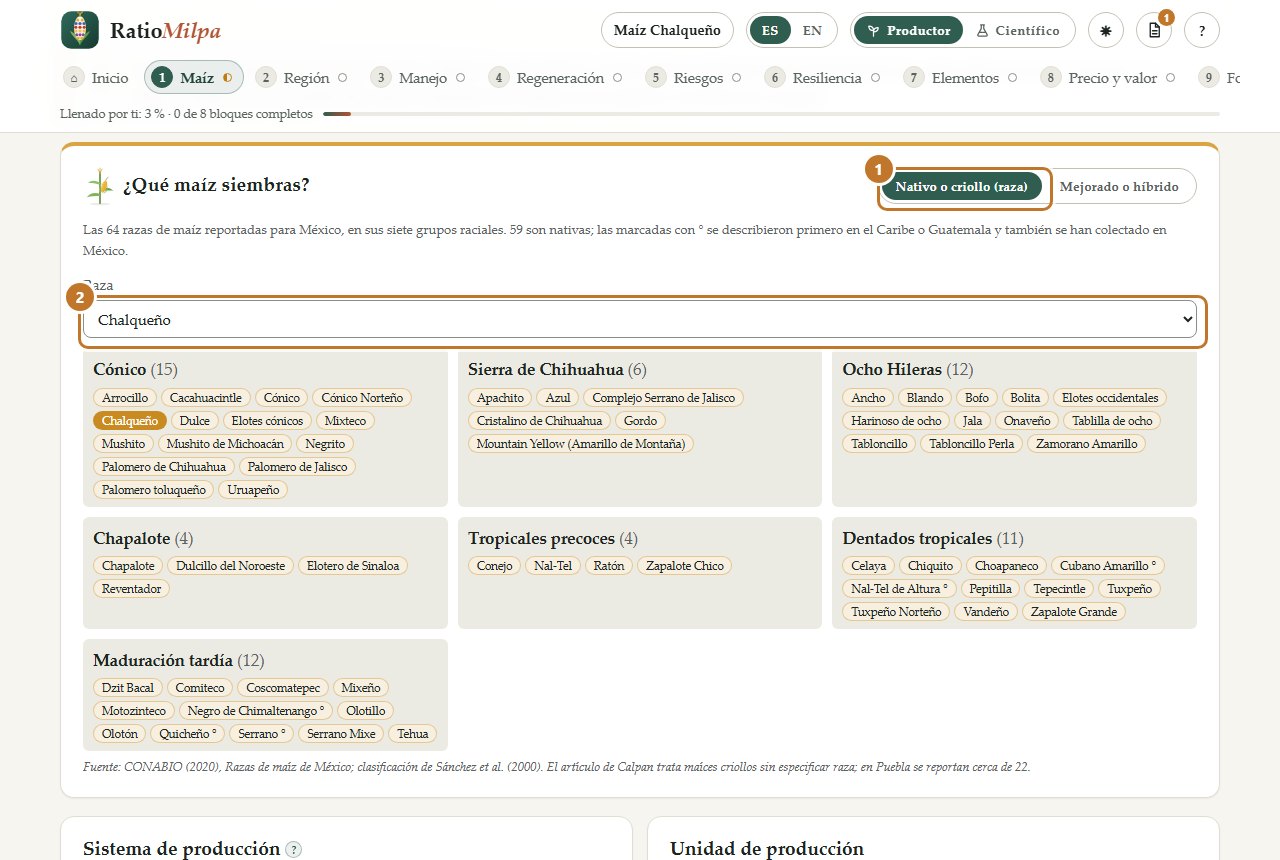 RatioMilpa
Maíz Chalqueño
ES
EN
Productor
Científico
1
?
Inicio
1 Maíz
2 Región
3 Manejo
4 Regeneración
5 Riesgos
6 Resiliencia
7 Elementos
8 Precio y valor
9 Fo
Llenado por ti: 3 % · 0 de 8 bloques completos
¿Qué maíz siembras?
1
Nativo o criollo (raza)
Mejorado o híbrido
Las 64 razas de maíz reportadas para México, en sus siete grupos raciales. 59 son nativas; las marcadas con ° se describieron primero en el Caribe o Guatemala y también se han colectado en
México.
2
Raza
Chalqueño
Cónico (15)
Arrocillo Cacahuacintle Cónico Cónico Norteño
Chalqueño Dulce Elotes cónicos Mixteco
Mushito Mushito de Michoacán Negrito
Palomero de Chihuahua Palomero de Jalisco
Palomero toluqueño Uruapeño
Sierra de Chihuahua (6)
Apachito Azul Complejo Serrano de Jalisco
Cristalino de Chihuahua Gordo
Mountain Yellow (Amarillo de Montaña)
Ocho Hileras (12)
Ancho Blando Bofo Bolita Elotes occidentales
Harinoso de ocho Jala Onaveño Tablilla de ocho
Tabloncillo Tabloncillo Perla Zamorano Amarillo
Chapalote (4)
Chapalote Dulcillo del Noroeste Elotero de Sinaloa
Reventador
Tropicales precoces (4)
Conejo Nal-Tel Ratón Zapalote Chico
Dentados tropicales (11)
Celaya Chiquito Choapaneco Cubano Amarillo °
Nal-Tel de Altura ° Pepitilla Tepecintle Tuxpeño
Tuxpeño Norteño Vandeño Zapalote Grande
Maduración tardía (12)
Dzit Bacal Comiteco Coscomatepec Mixeño
Motozinteco Negro de Chimaltenango ° Olotillo
Olotón Quicheño ° Serrano ° Serrano Mixe Tehua
Fuente: CONABIO (2020), Razas de maíz de México; clasificación de Sánchez et al. (2000). El artículo de Calpan trata maíces criollos sin especificar raza; en Puebla se reportan cerca de 22.
Sistema de producción ?
Unidad de producción